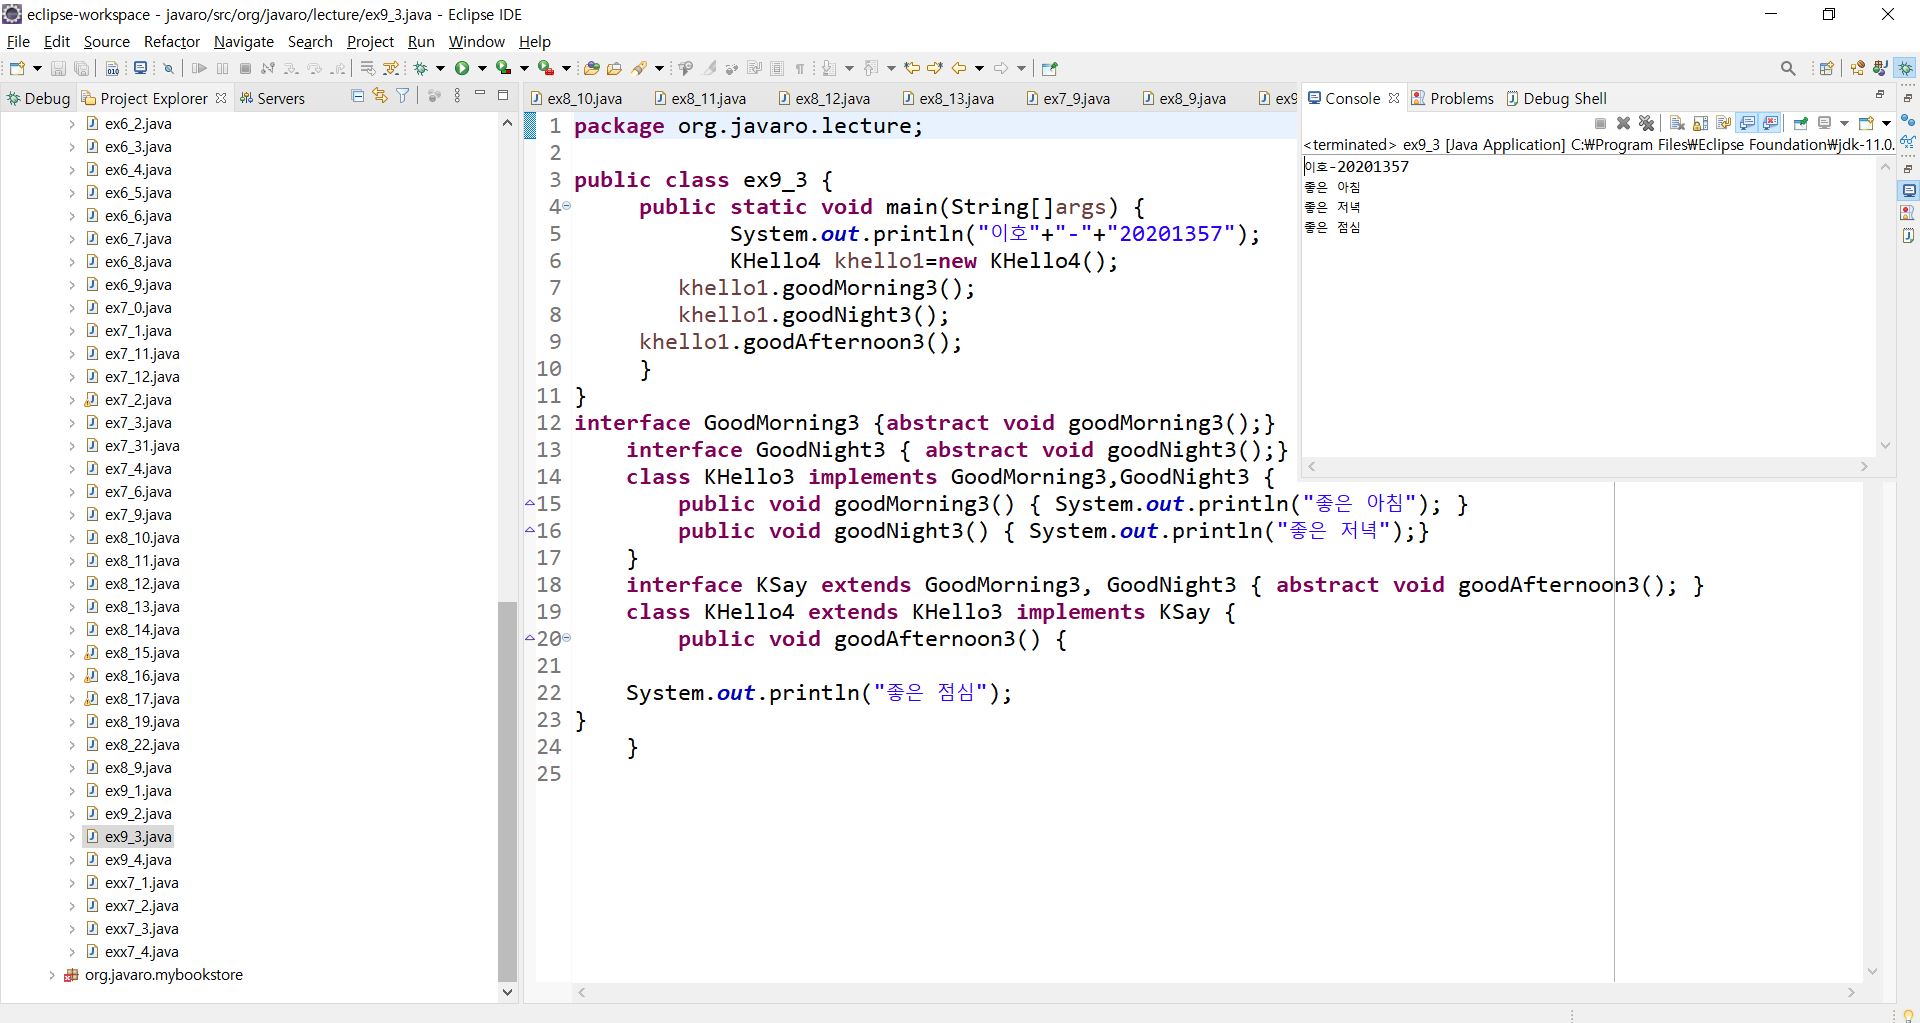 eclipse-workspace - javaro/src/org/javaro/lecture/ex9_3.java - Eclipse IDE
File Edit Source Refactor Navigate Search Project Run Window Help
Debug Project Explorer Servers
ex6_2.java
ex6_3.java
ex6_4.java
ex6_5.java
ex6_6.java
ex6_7.java
ex6_8.java
ex6_9.java
ex7_0.java
ex7_1.java
ex7_11.java
ex7_12.java
ex7_2.java
ex7_3.java
ex7_31.java
ex7_4.java
ex7_6.java
ex7_9.java
ex8_10.java
ex8_11.java
ex8_12.java
ex8_13.java
ex8_14.java
ex8_15.java
ex8_16.java
ex8_17.java
ex8_19.java
ex8_22.java
ex8_9.java
ex9_1.java
ex9_2.java
ex9_3.java
ex9_4.java
exx7_1.java
exx7_2.java
exx7_3.java
exx7_4.java
org.javaro.mybookstore
ex8_10.java ex8_11.java ex8_12.java ex8_13.java ex7_9.java ex8_9.java ex9
1 package org.javaro.lecture;
2
3 public class ex9_3 {
4 public static void main(String[]args) {
5 System.out.println("이호"+"-"+"20201357");
6 KHello4 khello1=new KHello4();
7 khello1.goodMorning3();
8 khello1.goodNight3();
9 khello1.goodAfternoon3();
10 }
11 }
12 interface GoodMorning3 {abstract void goodMorning3();}
13 interface GoodNight3 { abstract void goodNight3();}
14 class KHello3 implements GoodMorning3,GoodNight3 {
15 public void goodMorning3() { System.out.println("좋은 아침"); }
16 public void goodNight3() { System.out.println("좋은 저녁");}
17 }
18 interface KSay extends GoodMorning3, GoodNight3 { abstract void goodAfternoon3(); }
19 class KHello4 extends KHello3 implements KSay {
20 public void goodAfternoon3() {
21
22 System.out.println("좋은 점심");
23 }
24 }
25
Console Problems Debug Shell
<terminated> ex9_3 [Java Application] C:₩Program Files₩Eclipse Foundation₩jdk-11.0.
이호-20201357
좋은 아침
좋은 저녁
좋은 점심